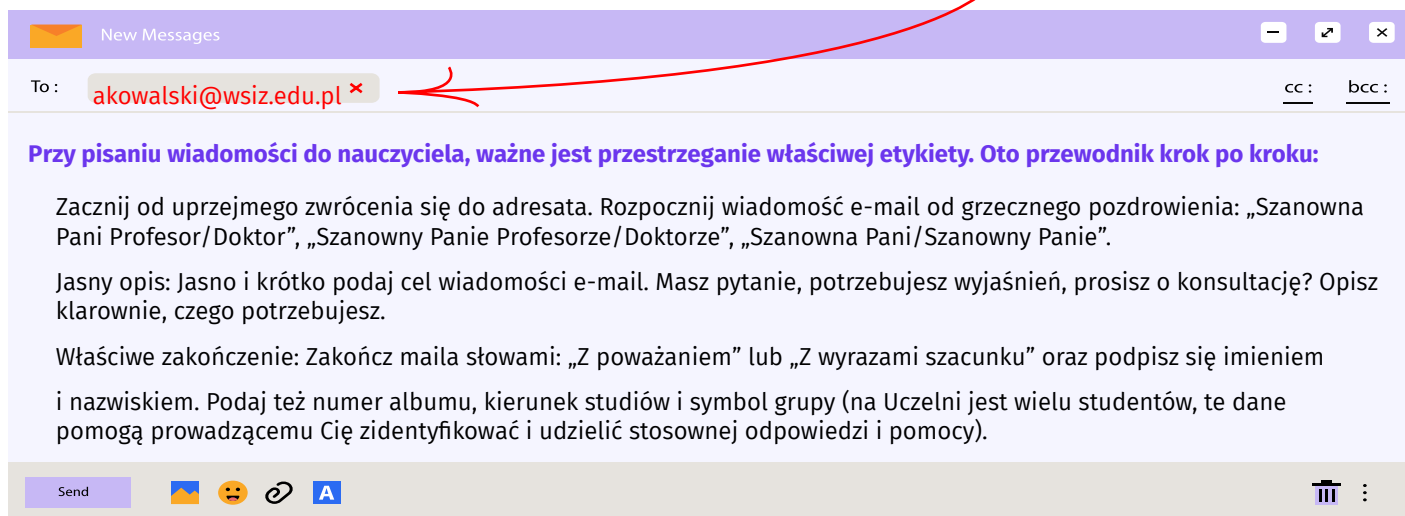 New Messages
To :
akowalski@wsiz.edu.pl
cc :
bcc :
Przy pisaniu wiadomości do nauczyciela, ważne jest przestrzeganie właściwej etykiety. Oto przewodnik krok po kroku:
Zacznij od uprzejmego zwrócenia się do adresata. Rozpocznij wiadomość e-mail od grzecznego pozdrowienia: „Szanowna
Pani Profesor/Doktor”, „Szanowny Panie Profesorze/Doktorze”, „Szanowna Pani/Szanowny Panie”.
Jasny opis: Jasno i krótko podaj cel wiadomości e-mail. Masz pytanie, potrzebujesz wyjaśnień, prosisz o konsultację? Opisz
klarownie, czego potrzebujesz.
Właściwe zakończenie: Zakończ maila słowami: „Z poważaniem” lub „Z wyrazami szacunku” oraz podpisz się imieniem
i nazwiskiem. Podaj też numer albumu, kierunek studiów i symbol grupy (na Uczelni jest wielu studentów, te dane
pomogą prowadzącemu Cię zidentyfikować i udzielić stosownej odpowiedzi i pomocy).
Send
A